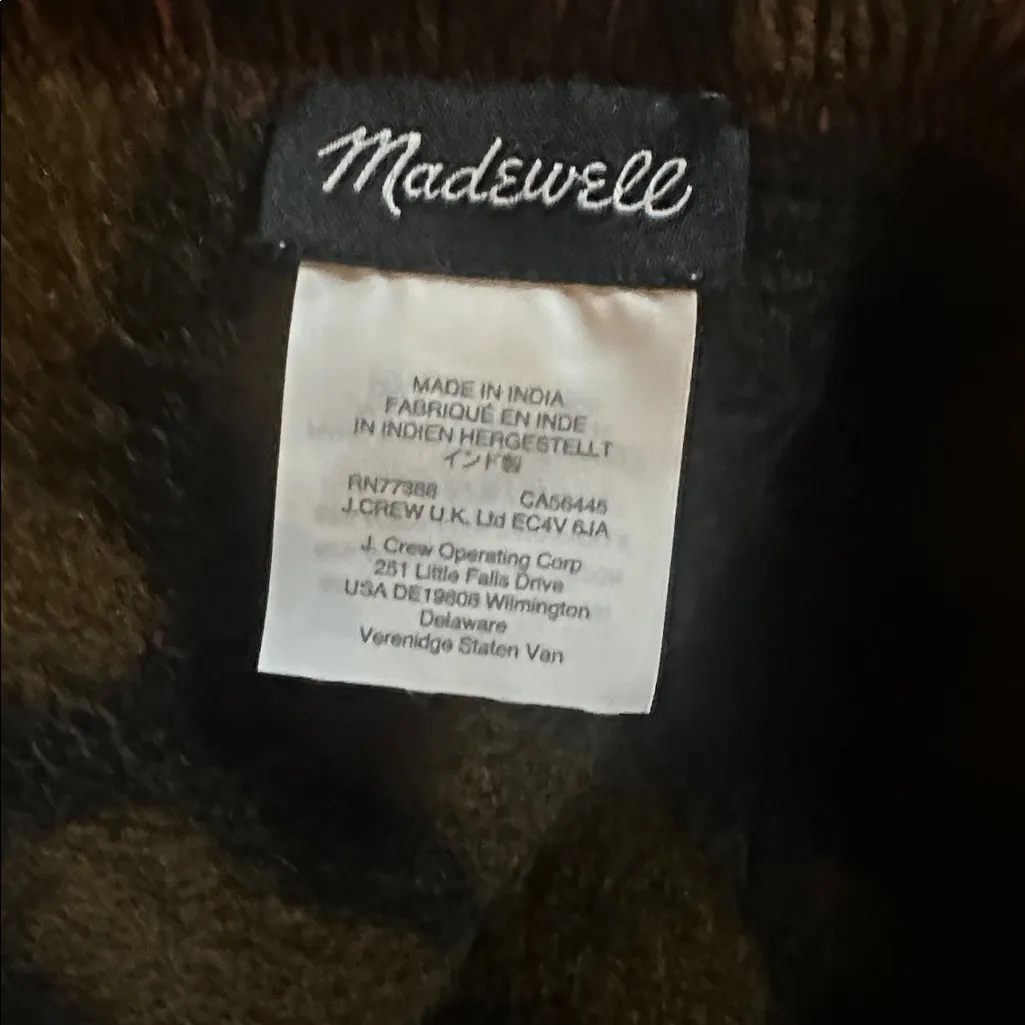 Madewell
MADE IN INDIA
FABRIQUÉ EN INDE
IN INDIEN HERGESTELLT
インド製
RN77388 CA56445
J.CREW U.K. Ltd EC4V 6JA
J. Crew Operating Corp
251 Little Falls Drive
USA DE19808 Wilmington
Delaware
Verenidge Staten Van